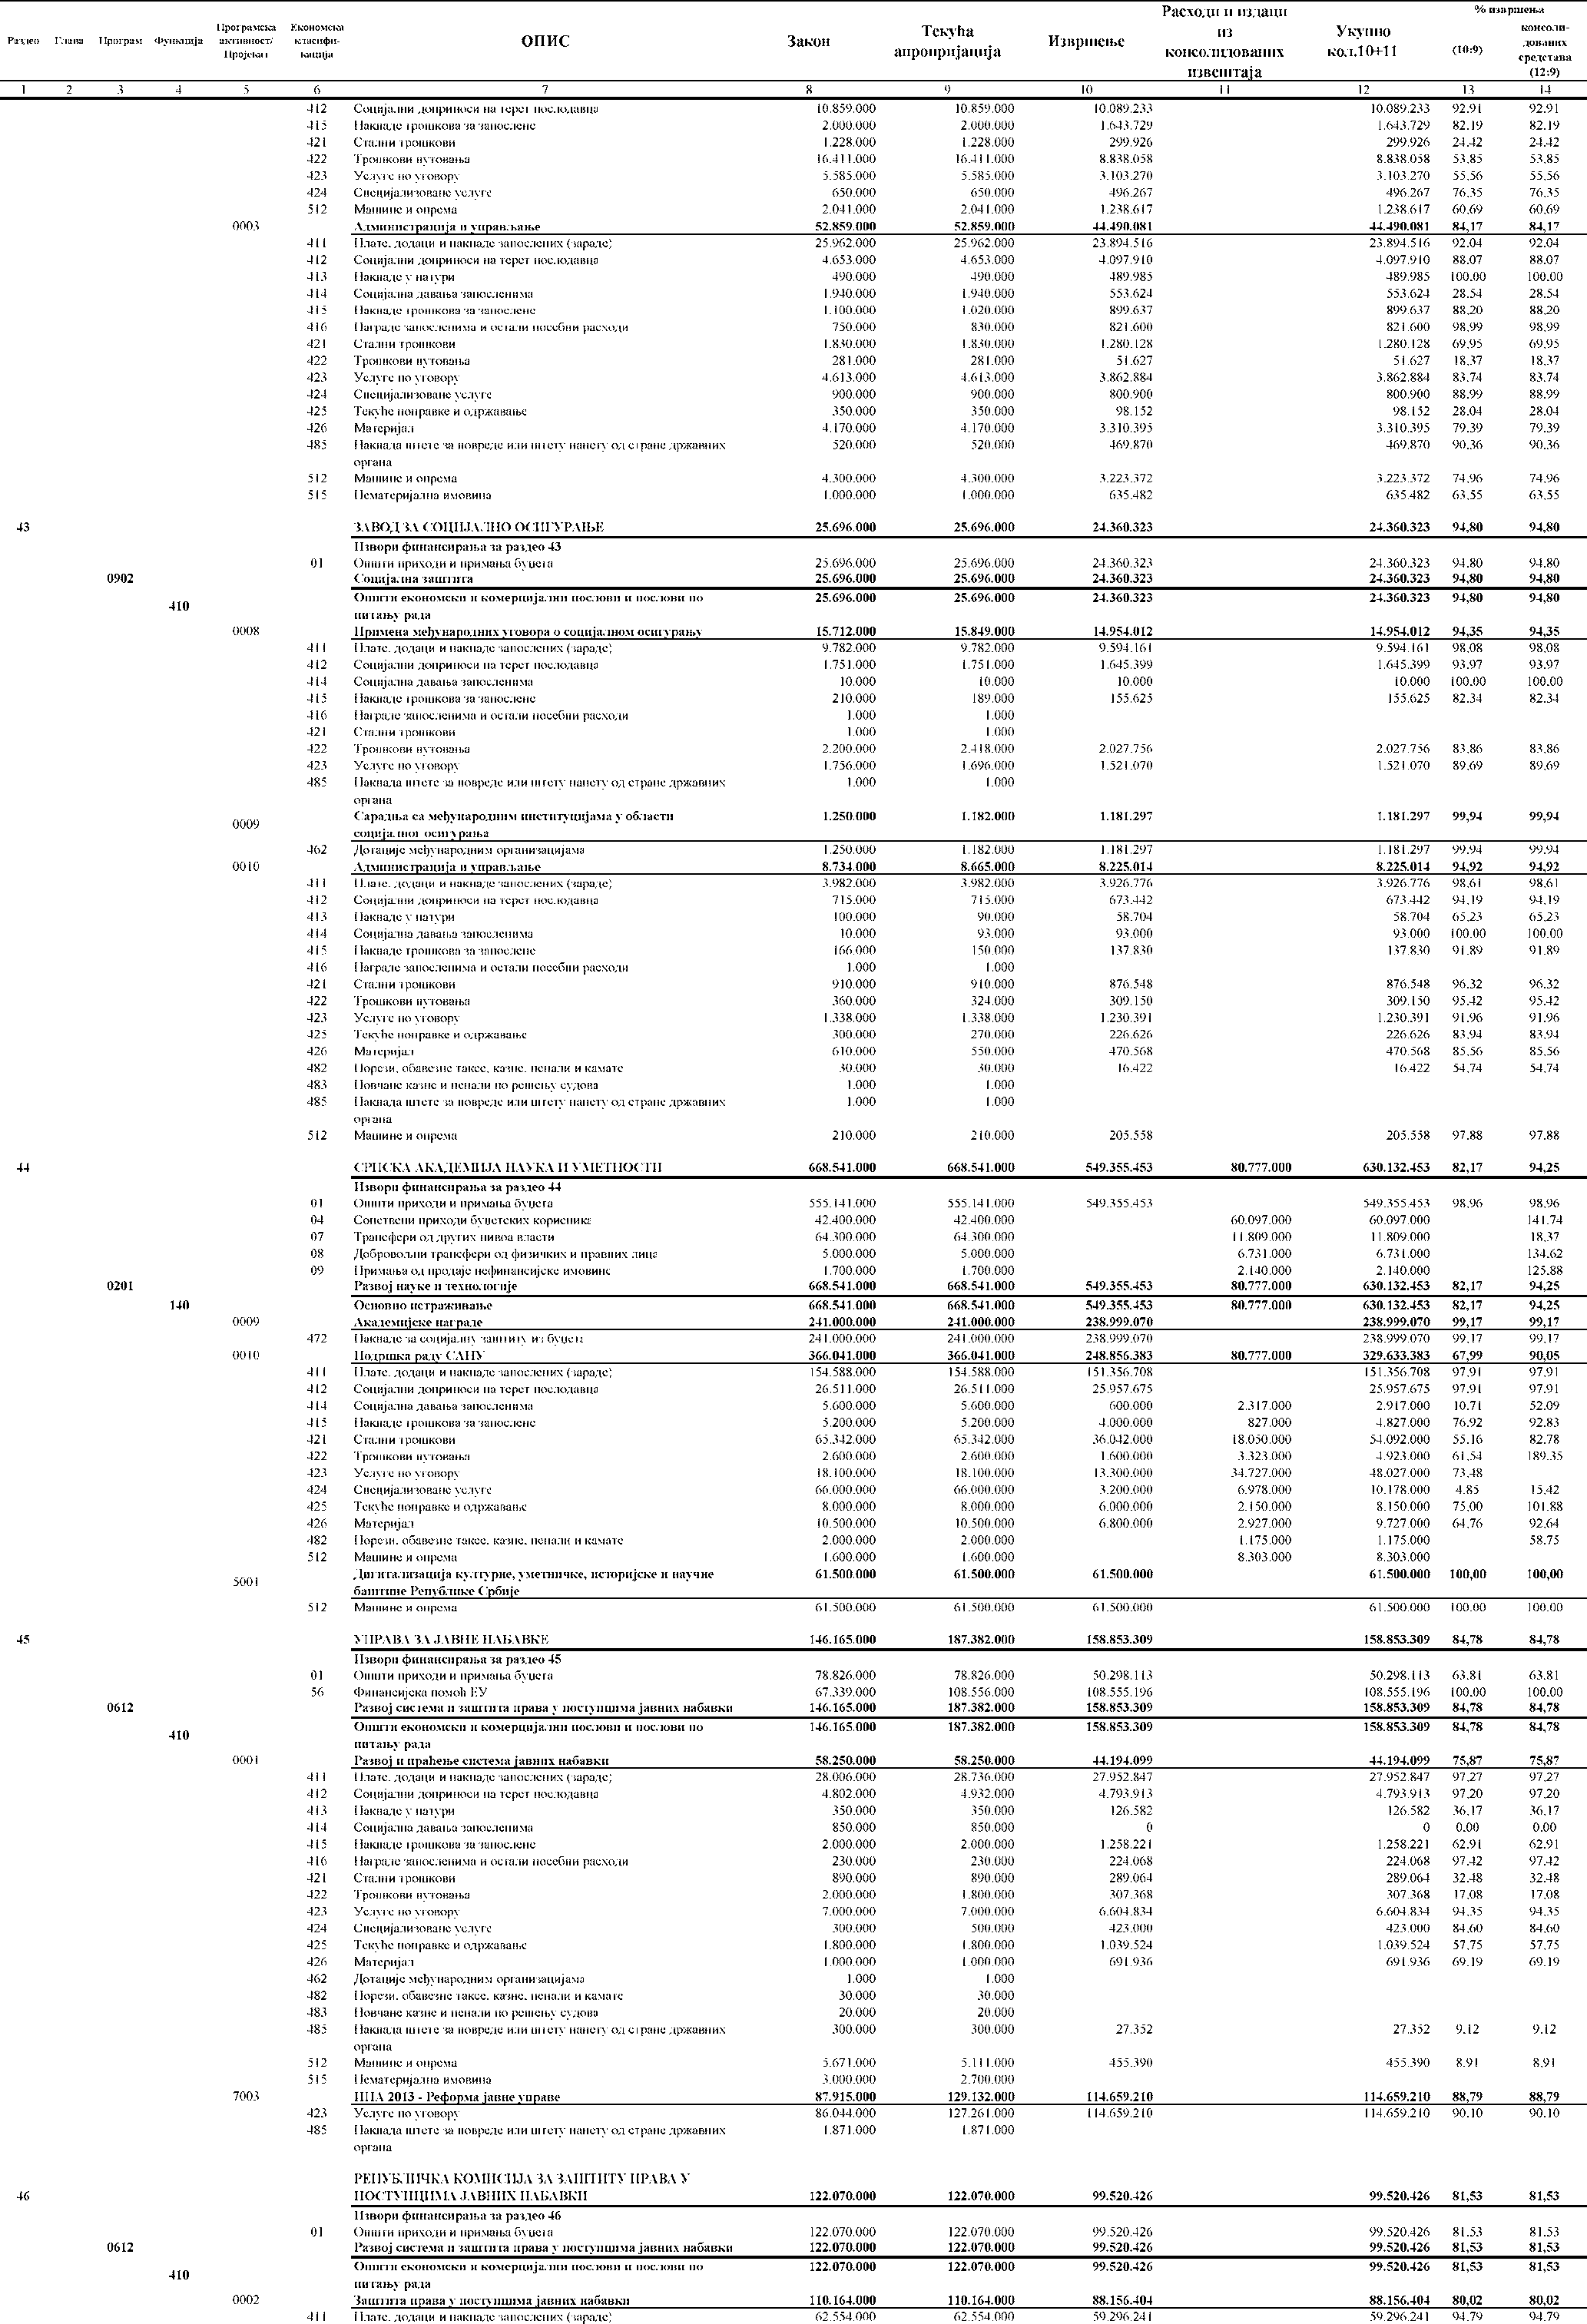 Раздео Глава Програм Функција Програмска активност/ Пројекат Економска класифи-кација ОПИС Закон Текућа апропријација Извршење Расходи и издаци из консолидованих извештаја Укупно кол.10+11 % извршења (10:9) консоли-дованих средстава (12:9)
1 2 3 4 5 6 7 8 9 10 11 12 13 14
412 Социјални доприноси на терет послодавца 10.859.000 10.859.000 10.089.233 10.089.233 92,91 92,91
415 Накнаде трошкова за запослене 2.000.000 2.000.000 1.643.729 1.643.729 82,19 82,19
421 Стални трошкови 1.228.000 1.228.000 299.926 299.926 24,42 24,42
422 Трошкови путовања 16.411.000 16.411.000 8.838.058 8.838.058 53,85 53,85
423 Услуге по уговору 5.585.000 5.585.000 3.103.270 3.103.270 55,56 55,56
424 Специјализоване услуге 650.000 650.000 496.267 496.267 76,35 76,35
512 Машине и опрема 2.041.000 2.041.000 1.238.617 1.238.617 60,69 60,69
0003 Администрација и управљање 52.859.000 52.859.000 44.490.081 44.490.081 84,17 84,17
411 Плате, додаци и накнаде запослених (зараде) 25.962.000 25.962.000 23.894.516 23.894.516 92,04 92,04
412 Социјални доприноси на терет послодавца 4.653.000 4.653.000 4.097.910 4.097.910 88,07 88,07
413 Накнаде у натури 490.000 490.000 489.985 489.985 100,00 100,00
414 Социјална давања запосленима 1.940.000 1.940.000 553.624 553.624 28,54 28,54
415 Накнаде трошкова за запослене 1.100.000 1.020.000 899.637 899.637 88,20 88,20
416 Награде запосленима и остали посебни расходи 750.000 830.000 821.600 821.600 98,99 98,99
421 Стални трошкови 1.830.000 1.830.000 1.280.128 1.280.128 69,95 69,95
422 Трошкови путовања 281.000 281.000 51.627 51.627 18,37 18,37
423 Услуге по уговору 4.613.000 4.613.000 3.862.884 3.862.884 83,74 83,74
424 Специјализоване услуге 900.000 900.000 800.900 800.900 88,99 88,99
425 Текуће поправке и одржавање 350.000 350.000 98.152 98.152 28,04 28,04
426 Материјал 4.170.000 4.170.000 3.310.395 3.310.395 79,39 79,39
485 Накнада штете за повреде или штету нанету од стране државних 520.000 520.000 469.870 469.870 90,36 90,36
органа
512 Машине и опрема 4.300.000 4.300.000 3.223.372 3.223.372 74,96 74,96
515 Нематеријална имовина 1.000.000 1.000.000 635.482 635.482 63,55 63,55
43 ЗАВОД ЗА СОЦИЈАЛНО ОСИГУРАЊЕ 25.696.000 25.696.000 24.360.323 24.360.323 94,80 94,80
Извори финансирања за раздео 43
01 Општи приходи и примања буџета 25.696.000 25.696.000 24.360.323 24.360.323 94,80 94,80
0902 Социјална заштита 25.696.000 25.696.000 24.360.323 24.360.323 94,80 94,80
410 Општи економски и комерцијални послови и послови по 25.696.000 25.696.000 24.360.323 24.360.323 94,80 94,80
питању рада
0008 Примена међународних уговора о социјалном осигурању 15.712.000 15.849.000 14.954.012 14.954.012 94,35 94,35
411 Плате, додаци и накнаде запослених (зараде) 9.782.000 9.782.000 9.594.161 9.594.161 98,08 98,08
412 Социјални доприноси на терет послодавца 1.751.000 1.751.000 1.645.399 1.645.399 93,97 93,97
414 Социјална давања запосленима 10.000 10.000 10.000 10.000 100,00 100,00
415 Накнаде трошкова за запослене 210.000 189.000 155.625 155.625 82,34 82,34
416 Награде запосленима и остали посебни расходи 1.000 1.000
421 Стални трошкови 1.000 1.000
422 Трошкови путовања 2.200.000 2.418.000 2.027.756 2.027.756 83,86 83,86
423 Услуге по уговору 1.756.000 1.696.000 1.521.070 1.521.070 89,69 89,69
485 Накнада штете за повреде или штету нанету од стране државних 1.000 1.000
органа
0009 Сарадња са међународним институцијама у области 1.250.000 1.182.000 1.181.297 1.181.297 99,94 99,94
социјалног осигурања
462 Дотације међународним организацијама 1.250.000 1.182.000 1.181.297 1.181.297 99,94 99,94
0010 Администрација и управљање 8.734.000 8.665.000 8.225.014 8.225.014 94,92 94,92
411 Плате, додаци и накнаде запослених (зараде) 3.982.000 3.982.000 3.926.776 3.926.776 98,61 98,61
412 Социјални доприноси на терет послодавца 715.000 715.000 673.442 673.442 94,19 94,19
413 Накнаде у натури 100.000 90.000 58.704 58.704 65,23 65,23
414 Социјална давања запосленима 10.000 93.000 93.000 93.000 100,00 100,00
415 Накнаде трошкова за запослене 166.000 150.000 137.830 137.830 91,89 91,89
416 Награде запосленима и остали посебни расходи 1.000 1.000
421 Стални трошкови 910.000 910.000 876.548 876.548 96,32 96,32
422 Трошкови путовања 360.000 324.000 309.150 309.150 95,42 95,42
423 Услуге по уговору 1.338.000 1.338.000 1.230.391 1.230.391 91,96 91,96
425 Текуће поправке и одржавање 300.000 270.000 226.626 226.626 83,94 83,94
426 Материјал 610.000 550.000 470.568 470.568 85,56 85,56
482 Порези, обавезне таксе, казне, пенали и камате 30.000 30.000 16.422 16.422 54,74 54,74
483 Новчане казне и пенали по решењу судова 1.000 1.000
485 Накнада штете за повреде или штету нанету од стране државних 1.000 1.000
органа
512 Машине и опрема 210.000 210.000 205.558 205.558 97,88 97,88
44 СРПСКА АКАДЕМИЈА НАУКА И УМЕТНОСТИ 668.541.000 668.541.000 549.355.453 80.777.000 630.132.453 82,17 94,25
Извори финансирања за раздео 44
01 Општи приходи и примања буџета 555.141.000 555.141.000 549.355.453 549.355.453 98,96 98,96
04 Сопствени приходи буџетских корисника 42.400.000 42.400.000 60.097.000 60.097.000 141,74
07 Трансфери од других нивоа власти 64.300.000 64.300.000 11.809.000 11.809.000 18,37
08 Добровољни трансфери од физичких и правних лица 5.000.000 5.000.000 6.731.000 6.731.000 134,62
09 Примања од продаје нефинансијске имовине 1.700.000 1.700.000 2.140.000 2.140.000 125,88
0201 Развој науке и технологије 668.541.000 668.541.000 549.355.453 80.777.000 630.132.453 82,17 94,25
140 Основно истраживање 668.541.000 668.541.000 549.355.453 80.777.000 630.132.453 82,17 94,25
0009 Академијске награде 241.000.000 241.000.000 238.999.070 238.999.070 99,17 99,17
472 Накнаде за социјалну заштиту из буџета 241.000.000 241.000.000 238.999.070 238.999.070 99,17 99,17
0010 Подршка раду САНУ 366.041.000 366.041.000 248.856.383 80.777.000 329.633.383 67,99 90,05
411 Плате, додаци и накнаде запослених (зараде) 154.588.000 154.588.000 151.356.708 151.356.708 97,91 97,91
412 Социјални доприноси на терет послодавца 26.511.000 26.511.000 25.957.675 25.957.675 97,91 97,91
414 Социјална давања запосленима 5.600.000 5.600.000 600.000 2.317.000 2.917.000 10,71 52,09
415 Накнаде трошкова за запослене 5.200.000 5.200.000 4.000.000 827.000 4.827.000 76,92 92,83
421 Стални трошкови 65.342.000 65.342.000 36.042.000 18.050.000 54.092.000 55,16 82,78
422 Трошкови путовања 2.600.000 2.600.000 1.600.000 3.323.000 4.923.000 61,54 189,35
423 Услуге по уговору 18.100.000 18.100.000 13.300.000 34.727.000 48.027.000 73,48
424 Специјализоване услуге 66.000.000 66.000.000 3.200.000 6.978.000 10.178.000 4,85 15,42
425 Текуће поправке и одржавање 8.000.000 8.000.000 6.000.000 2.150.000 8.150.000 75,00 101,88
426 Материјал 10.500.000 10.500.000 6.800.000 2.927.000 9.727.000 64,76 92,64
482 Порези, обавезне таксе, казне, пенали и камате 2.000.000 2.000.000 1.175.000 1.175.000 58,75
512 Машине и опрема 1.600.000 1.600.000 8.303.000 8.303.000
5001 Дигитализација културне, уметничке, историјске и научне 61.500.000 61.500.000 61.500.000 61.500.000 100,00 100,00
баштине Републике Србије
512 Машине и опрема 61.500.000 61.500.000 61.500.000 61.500.000 100,00 100,00
45 УПРАВА ЗА ЈАВНЕ НАБАВКЕ 146.165.000 187.382.000 158.853.309 158.853.309 84,78 84,78
Извори финансирања за раздео 45
01 Општи приходи и примања буџета 78.826.000 78.826.000 50.298.113 50.298.113 63,81 63,81
56 Финансијска помоћ ЕУ 67.339.000 108.556.000 108.555.196 108.555.196 100,00 100,00
0612 Развој система и заштита права у поступцима јавних набавки 146.165.000 187.382.000 158.853.309 158.853.309 84,78 84,78
410 Општи економски и комерцијални послови и послови по 146.165.000 187.382.000 158.853.309 158.853.309 84,78 84,78
питању рада
0001 Развој и праћење система јавних набавки 58.250.000 58.250.000 44.194.099 44.194.099 75,87 75,87
411 Плате, додаци и накнаде запослених (зараде) 28.006.000 28.736.000 27.952.847 27.952.847 97,27 97,27
412 Социјални доприноси на терет послодавца 4.802.000 4.932.000 4.793.913 4.793.913 97,20 97,20
413 Накнаде у натури 350.000 350.000 126.582 126.582 36,17 36,17
414 Социјална давања запосленима 850.000 850.000 0 0 0,00 0,00
415 Накнаде трошкова за запослене 2.000.000 2.000.000 1.258.221 1.258.221 62,91 62,91
416 Награде запосленима и остали посебни расходи 230.000 230.000 224.068 224.068 97,42 97,42
421 Стални трошкови 890.000 890.000 289.064 289.064 32,48 32,48
422 Трошкови путовања 2.000.000 1.800.000 307.368 307.368 17,08 17,08
423 Услуге по уговору 7.000.000 7.000.000 6.604.834 6.604.834 94,35 94,35
424 Специјализоване услуге 300.000 500.000 423.000 423.000 84,60 84,60
425 Текуће поправке и одржавање 1.800.000 1.800.000 1.039.524 1.039.524 57,75 57,75
426 Материјал 1.000.000 1.000.000 691.936 691.936 69,19 69,19
462 Дотације међународним организацијама 1.000 1.000
482 Порези, обавезне таксе, казне, пенали и камате 30.000 30.000
483 Новчане казне и пенали по решењу судова 20.000 20.000
485 Накнада штете за повреде или штету нанету од стране државних 300.000 300.000 27.352 27.352 9,12 9,12
органа
512 Машине и опрема 5.671.000 5.111.000 455.390 455.390 8,91 8,91
515 Нематеријална имовина 3.000.000 2.700.000
7003 ИПА 2013 - Реформа јавне управе 87.915.000 129.132.000 114.659.210 114.659.210 88,79 88,79
423 Услуге по уговору 86.044.000 127.261.000 114.659.210 114.659.210 90,10 90,10
485 Накнада штете за повреде или штету нанету од стране државних 1.871.000 1.871.000
органа
РЕПУБЛИЧКА КОМИСИЈА ЗА ЗАШТИТУ ПРАВА У
46 ПОСТУПЦИМА ЈАВНИХ НАБАВКИ 122.070.000 122.070.000 99.520.426 99.520.426 81,53 81,53
Извори финансирања за раздео 46
01 Општи приходи и примања буџета 122.070.000 122.070.000 99.520.426 99.520.426 81,53 81,53
0612 Развој система и заштита права у поступцима јавних набавки 122.070.000 122.070.000 99.520.426 99.520.426 81,53 81,53
410 Општи економски и комерцијални послови и послови по 122.070.000 122.070.000 99.520.426 99.520.426 81,53 81,53
питању рада
0002 Заштита права у поступцима јавних набавки 110.164.000 110.164.000 88.156.404 88.156.404 80,02 80,02
411 Плате, додаци и накнаде запослених (зараде) 62.554.000 62.554.000 59.296.241 59.296.241 94,79 94,79